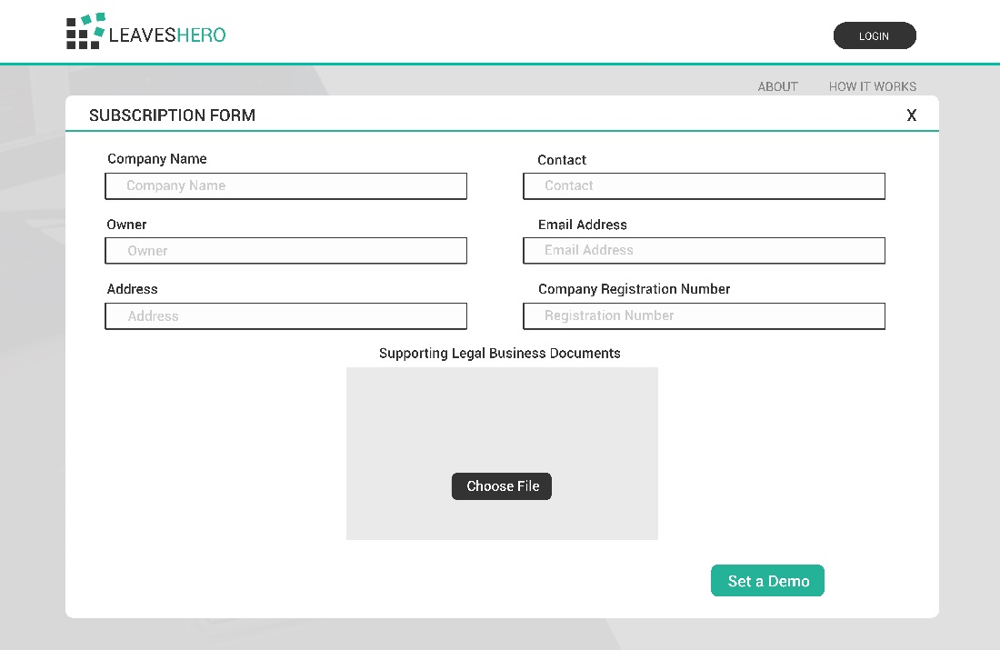 LEAVESHERO
LOGIN
ABOUT HOW IT WORKS
SUBSCRIPTION FORM X
Company Name
Company Name
Contact
Contact
Owner
Owner
Email Address
Email Address
Address
Address
Company Registration Number
Registration Number
Supporting Legal Business Documents
Choose File
Set a Demo